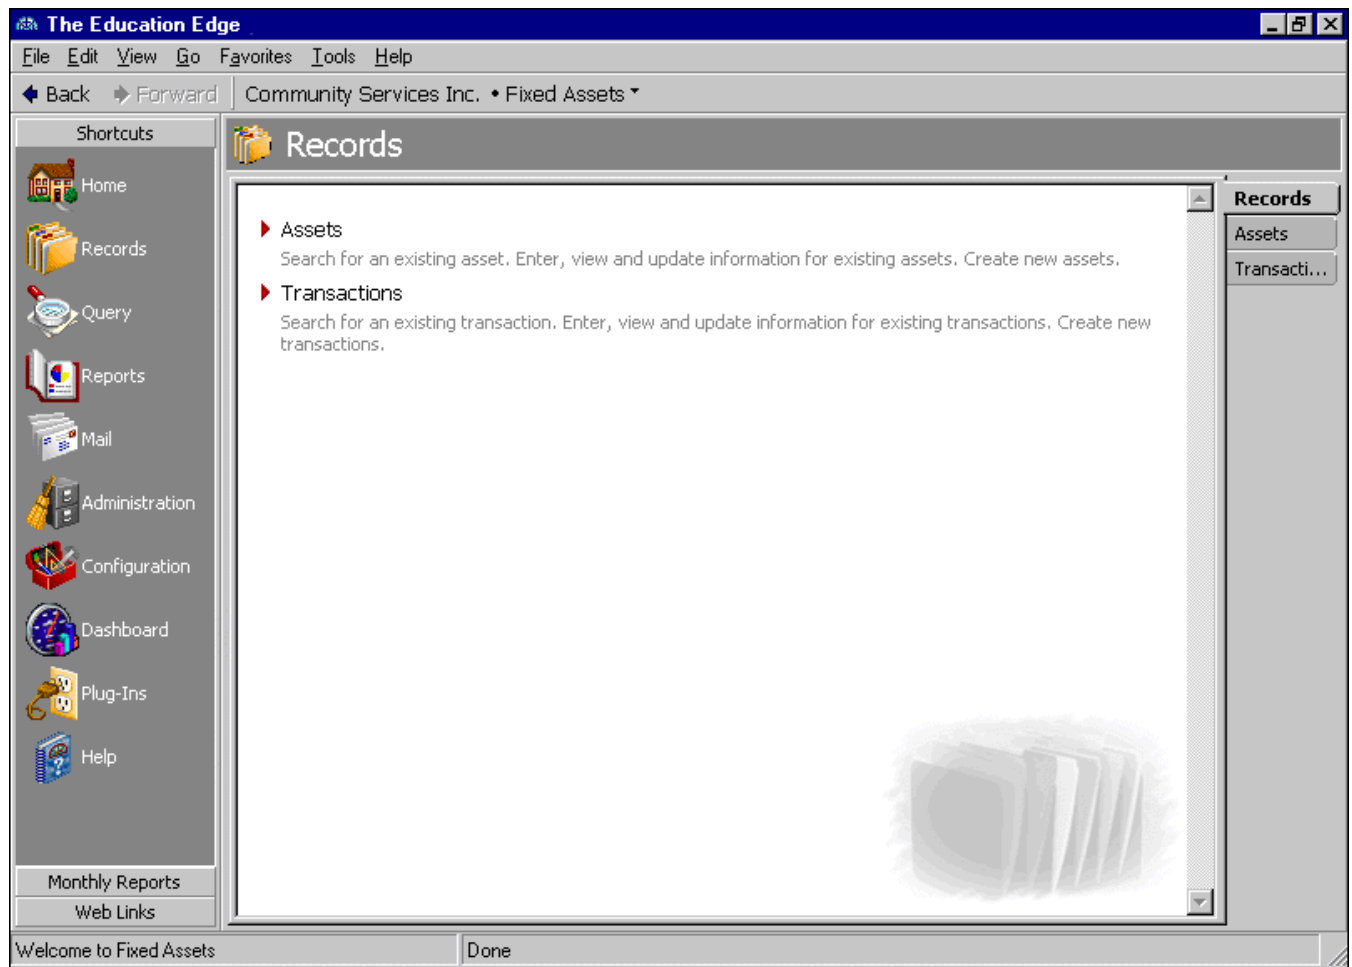 The Education Edge
File Edit View Go Favorites Tools Help
Back Forward Community Services Inc. • Fixed Assets
Shortcuts
Home
Records
Query
Reports
Mail
Administration
Configuration
Dashboard
Plug-Ins
Help
Monthly Reports
Web Links
Records
Assets
Search for an existing asset. Enter, view and update information for existing assets. Create new assets.
Transactions
Search for an existing transaction. Enter, view and update information for existing transactions. Create new
transactions.
Records
Assets
Transacti...
Welcome to Fixed Assets
Done